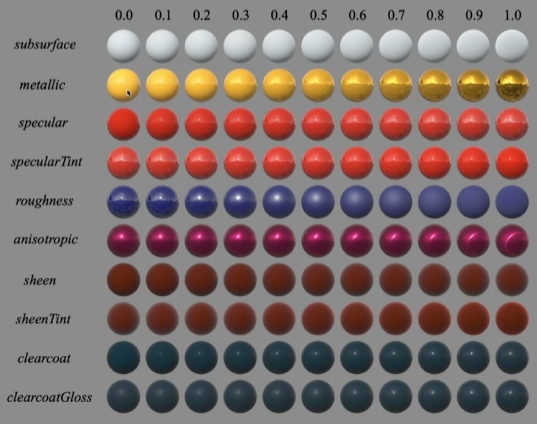 0.0 0.1 0.2 0.3 0.4 0.5 0.6 0.7 0.8 0.9 1.0
subsurface
metallic
specular
specularTint
roughness
anisotropic
sheen
sheenTint
clearcoat
clearcoatGloss